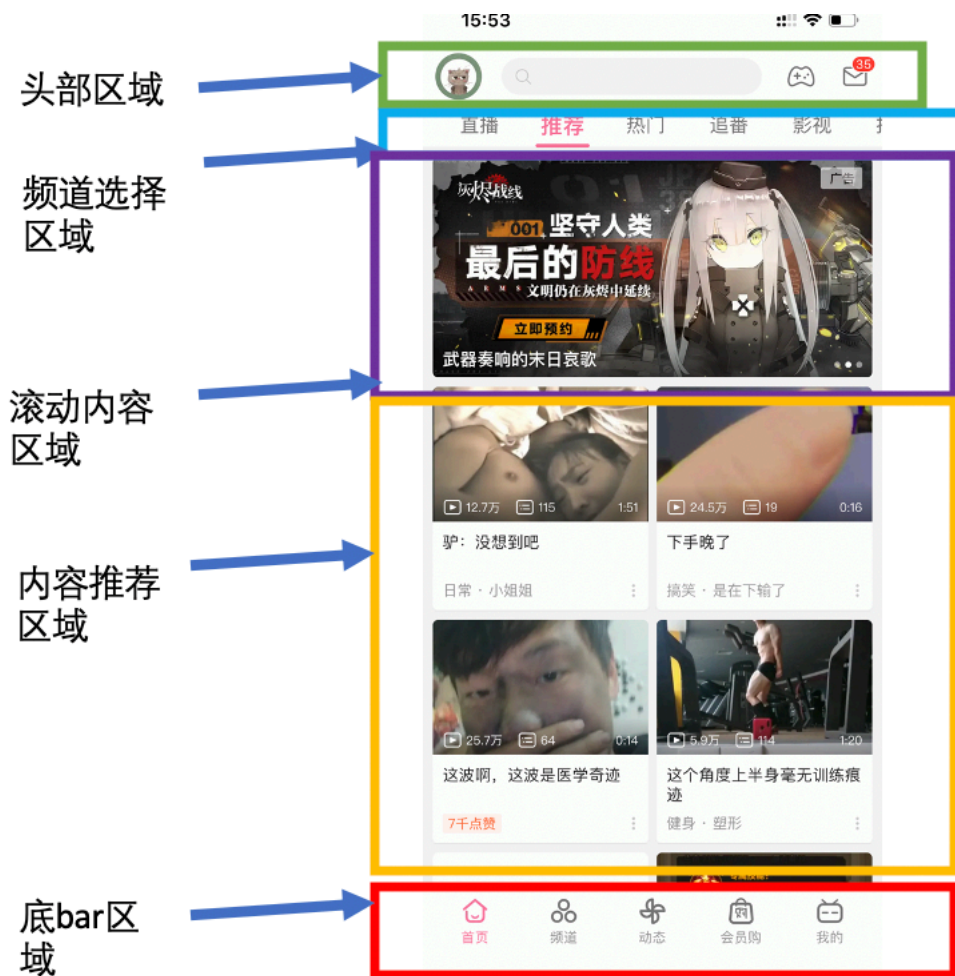 15:53
头部区域
35
直播 推荐 热门 追番 影视
频道选择
区域
灰烬战线
广告
001 坚守人类
最后的防线
ARMS 文明仍在灰烬中延续
立即预约
武器奏响的末日哀歌
滚动内容
区域
12.7万 115 1:51
24.5万 19 0:16
驴：没想到吧
下手晚了
内容推荐
区域
日常·小姐姐
搞笑·是在下输了
25.7万 64 0:14
5.9万 114 1:20
这波啊，这波是医学奇迹
这个角度上半身毫无训练痕
迹
7千点赞
健身·塑形
底bar区
域
首页 频道 动态 会员购 我的